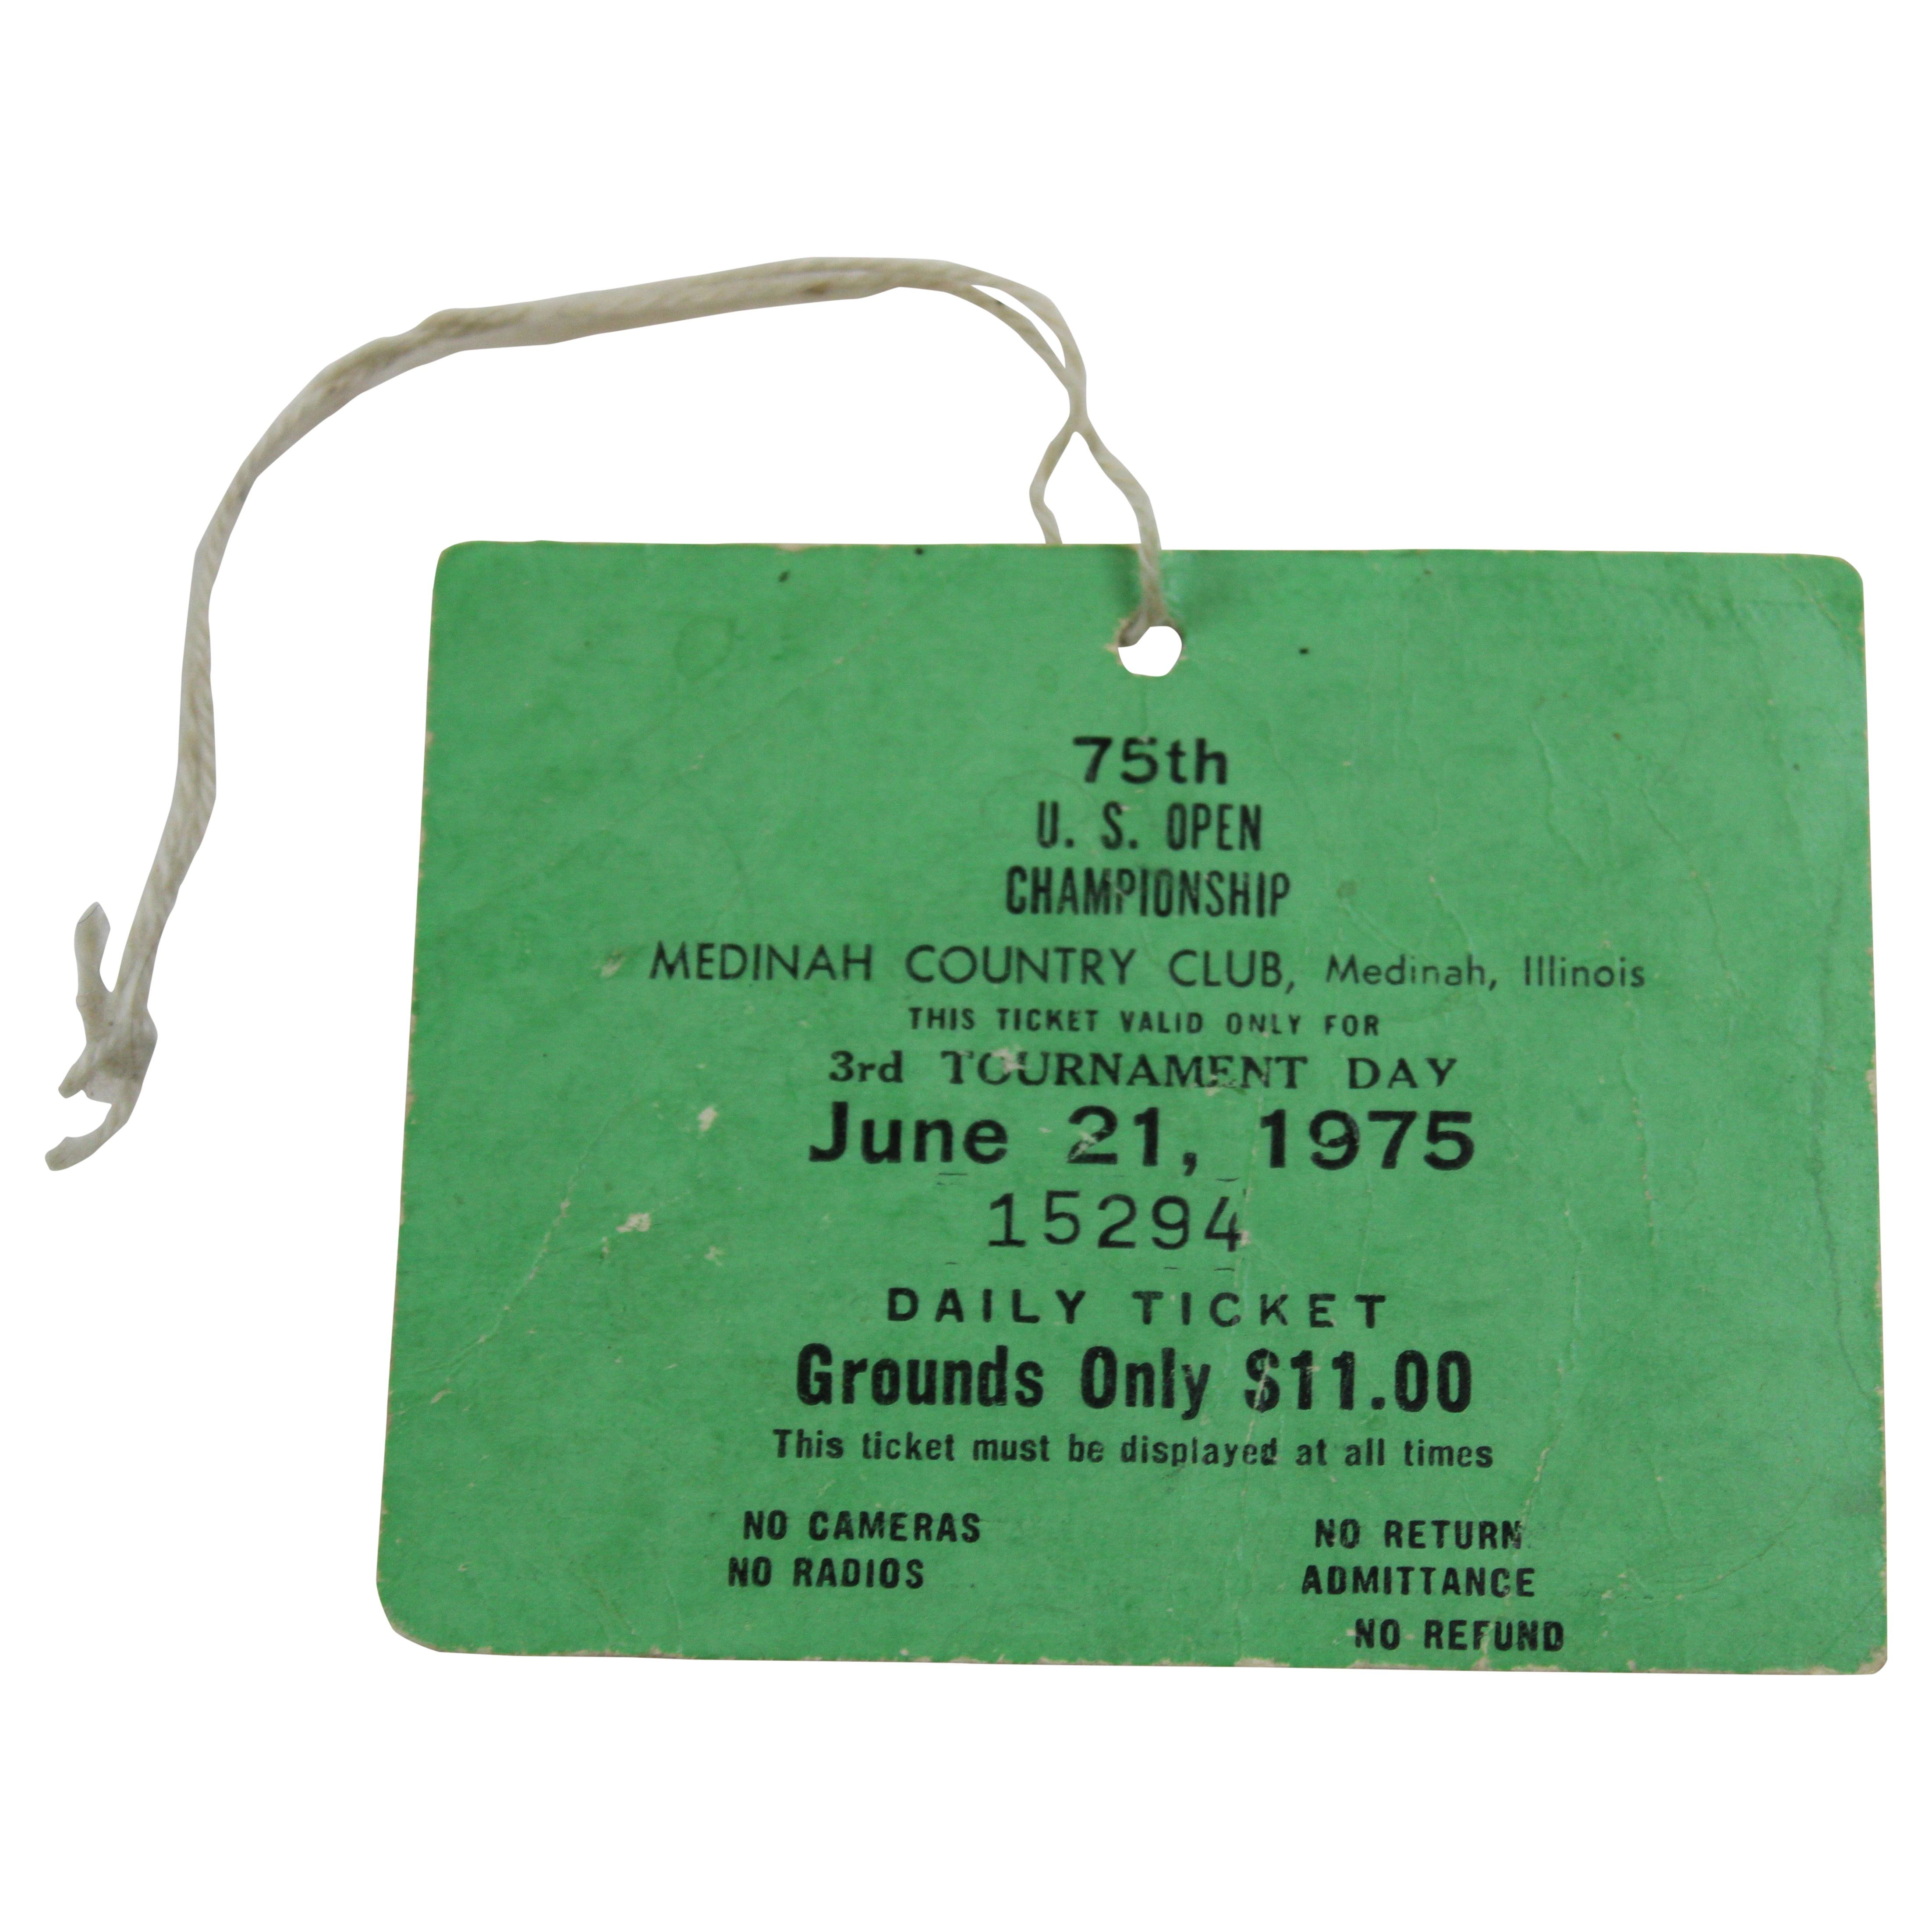 75th
U. S. OPEN
CHAMPIONSHIP
MEDINAH COUNTRY CLUB, Medinah, Illinois
THIS TICKET VALID ONLY FOR
3rd TOURNAMENT DAY
June 21, 1975
15294
DAILY TICKET
Grounds Only $11.00
This ticket must be displayed at all times
NO CAMERAS
NO RADIOS
NO RETURN
ADMITTANCE
NO REFUND